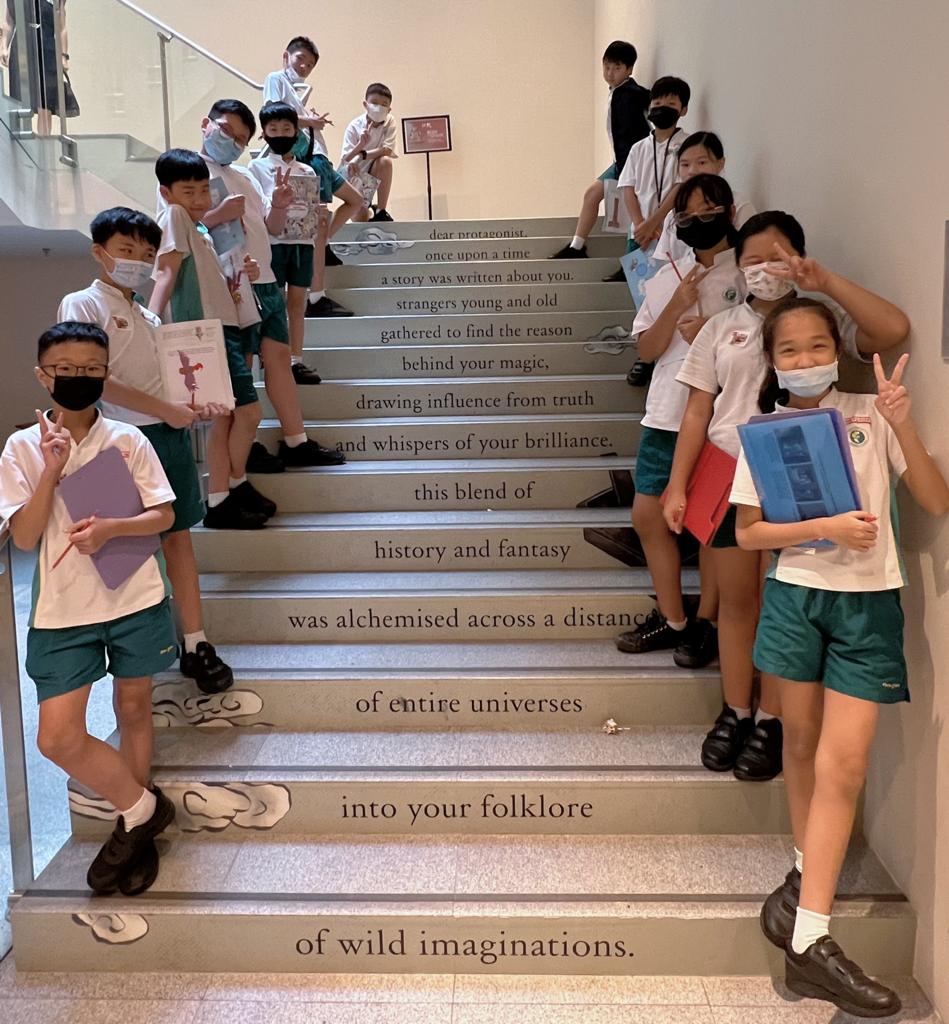 dear protagonist.
once upon a time
a story was written about you.
strangers young and old
gathered to find the reason
behind your magic,
drawing influence from truth
and whispers of your brilliance.
this blend of
history and fantasy
was alchemised across a distance
of entire universes
into your folklore
of wild imaginations.